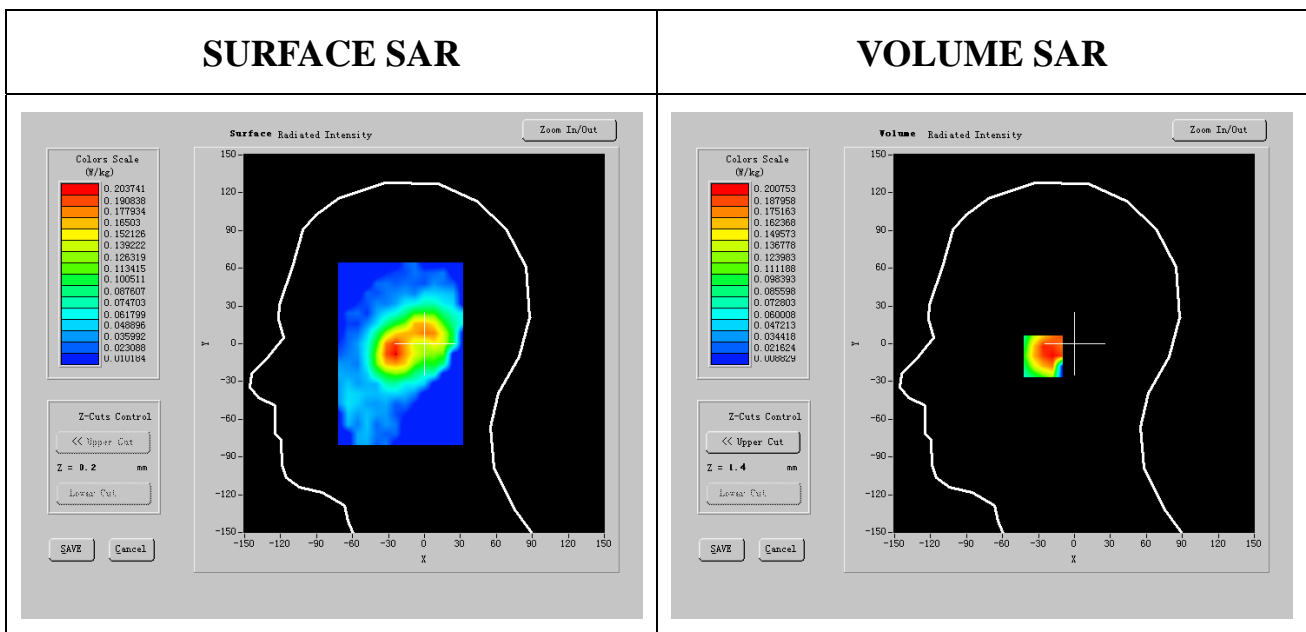 SURFACE SAR
VOLUME SAR
Surface Radiated Intensity
Zoom In/Out
Colors Scale
(W/kg)
0.203741
0.190838
0.177934
0.16503
0.152126
0.139222
0.126319
0.113415
0.100511
0.087607
0.074703
0.061799
0.048896
0.035992
0.023088
0.010184
150
120
90
60
30
0
-30
-60
-90
-120
-150
Y
-150 -120 -90 -60 -30 0 30 60 90 120 150
X
Z-Cuts Control
<< Upper Cut
Z = 0.2 mm
Lower Cut
SAVE
Cancel
Volume Radiated Intensity
Zoom In/Out
Colors Scale
(W/kg)
0.200753
0.187958
0.175163
0.162368
0.149573
0.136778
0.123983
0.111188
0.098393
0.085598
0.072803
0.060008
0.047213
0.034418
0.021624
0.008829
150
120
90
60
30
0
-30
-60
-90
-120
-150
Y
-150 -120 -90 -60 -30 0 30 60 90 120 150
X
Z-Cuts Control
<< Upper Cut
Z = 1.4 mm
Lower Cut
SAVE
Cancel